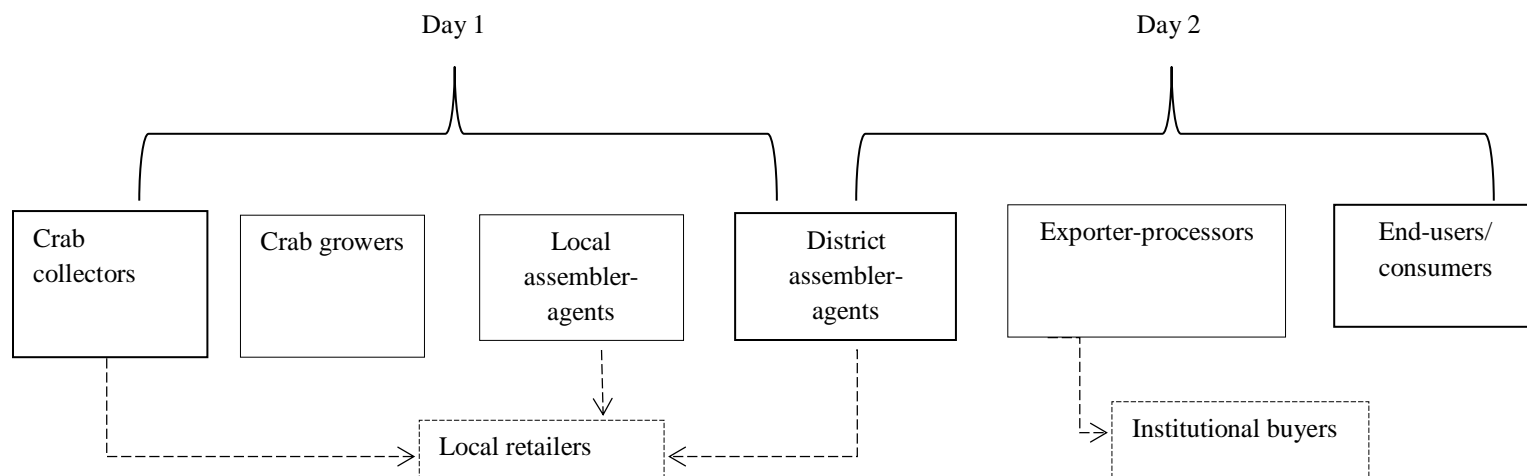 Day 1
Day 2
Crab
collectors
Crab growers
Local
assembler-
agents
District
assembler-
agents
Exporter-processors
End-users/
consumers
Local retailers
Institutional buyers